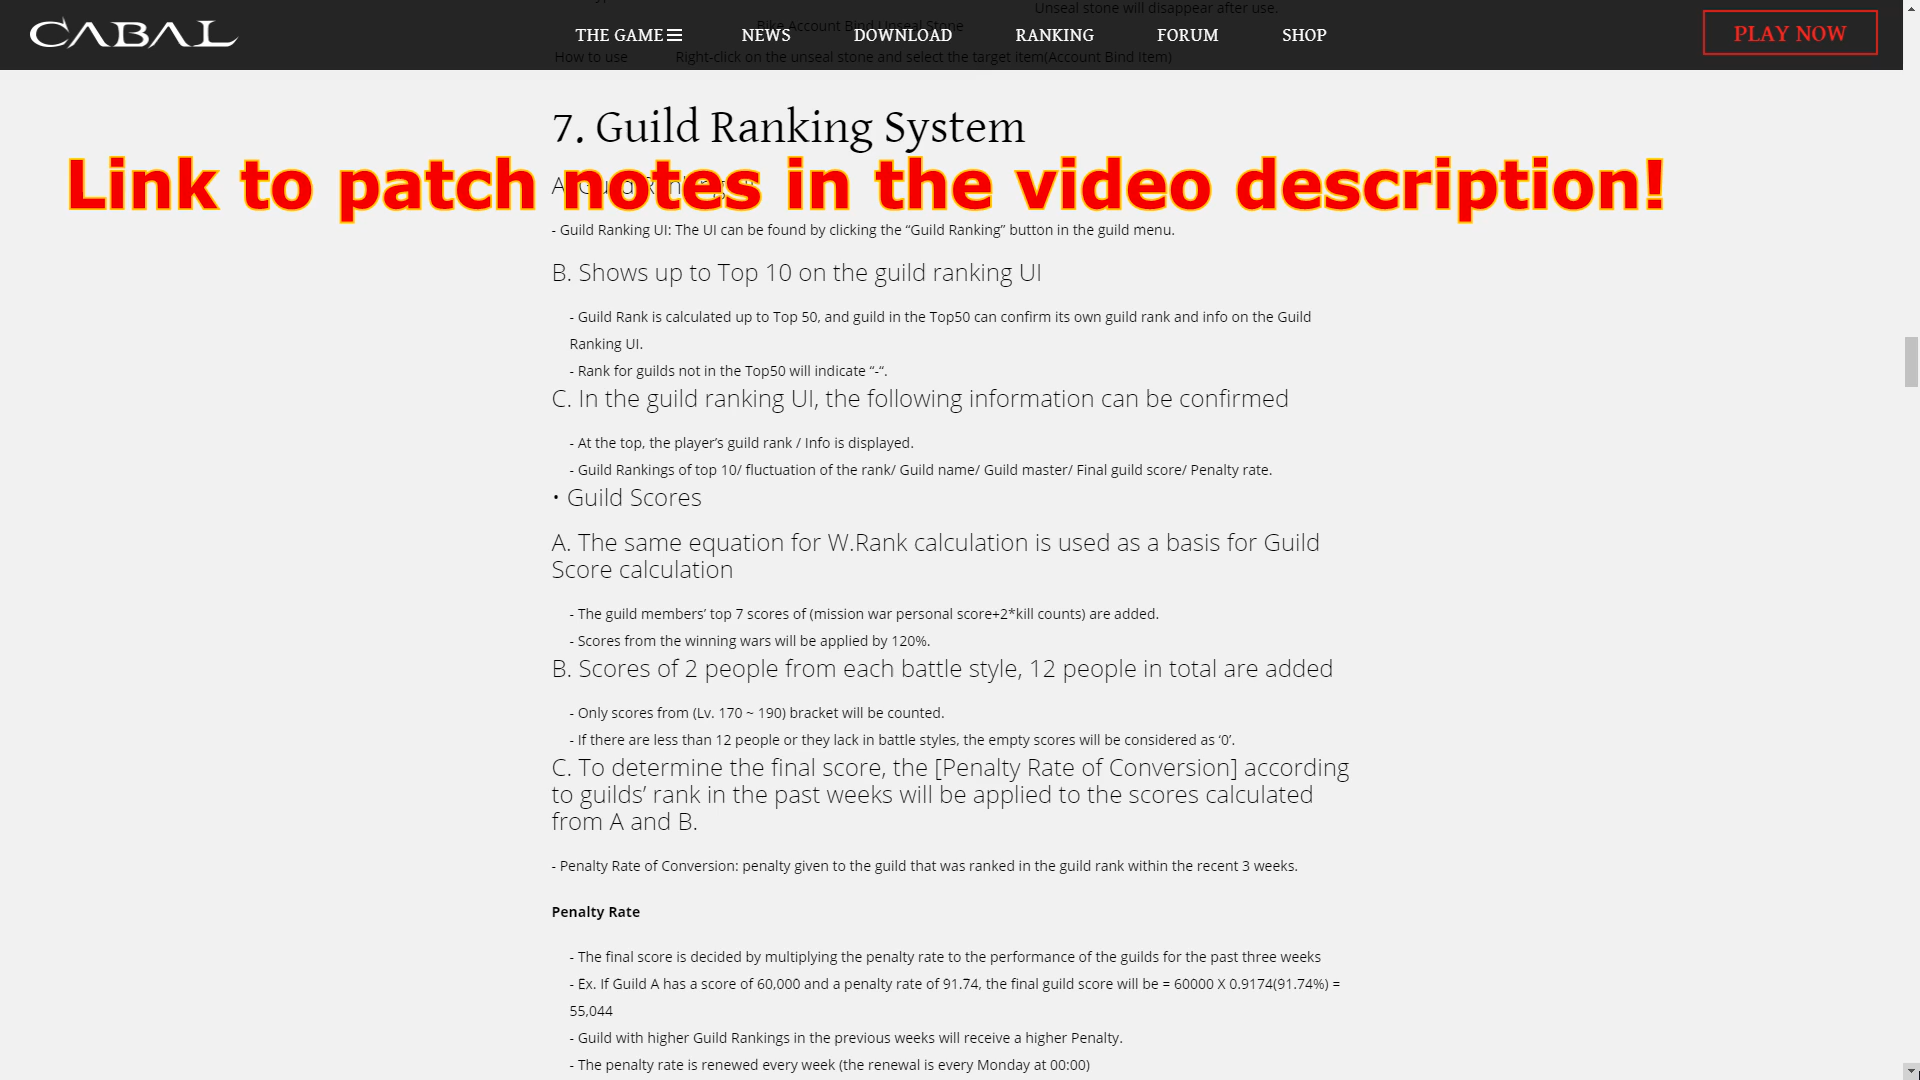 Unseal stone will disappear after use.
Bike Account Bind Unseal Stone
CABAL
THE GAME
NEWS
DOWNLOAD
RANKING
FORUM
SHOP
PLAY NOW
How to use
Right-click on the unseal stone and select the target item(Account Bind Item)
7. Guild Ranking System
Link to patch notes in the video description!
- Guild Ranking UI: The UI can be found by clicking the “Guild Ranking” button in the guild menu.
B. Shows up to Top 10 on the guild ranking UI
- Guild Rank is calculated up to Top 50, and guild in the Top50 can confirm its own guild rank and info on the Guild
Ranking UI.
- Rank for guilds not in the Top50 will indicate “-“.
C. In the guild ranking UI, the following information can be confirmed
- At the top, the player’s guild rank / Info is displayed.
- Guild Rankings of top 10/ fluctuation of the rank/ Guild name/ Guild master/ Final guild score/ Penalty rate.
• Guild Scores
A. The same equation for W.Rank calculation is used as a basis for Guild
Score calculation
- The guild members’ top 7 scores of (mission war personal score+2*kill counts) are added.
- Scores from the winning wars will be applied by 120%.
B. Scores of 2 people from each battle style, 12 people in total are added
- Only scores from (Lv. 170 ~ 190) bracket will be counted.
- If there are less than 12 people or they lack in battle styles, the empty scores will be considered as ‘0’.
C. To determine the final score, the [Penalty Rate of Conversion] according
to guilds’ rank in the past weeks will be applied to the scores calculated
from A and B.
- Penalty Rate of Conversion: penalty given to the guild that was ranked in the guild rank within the recent 3 weeks.
Penalty Rate
- The final score is decided by multiplying the penalty rate to the performance of the guilds for the past three weeks
- Ex. If Guild A has a score of 60,000 and a penalty rate of 91.74, the final guild score will be = 60000 X 0.9174(91.74%) =
55,044
- Guild with higher Guild Rankings in the previous weeks will receive a higher Penalty.
- The penalty rate is renewed every week (the renewal is every Monday at 00:00)